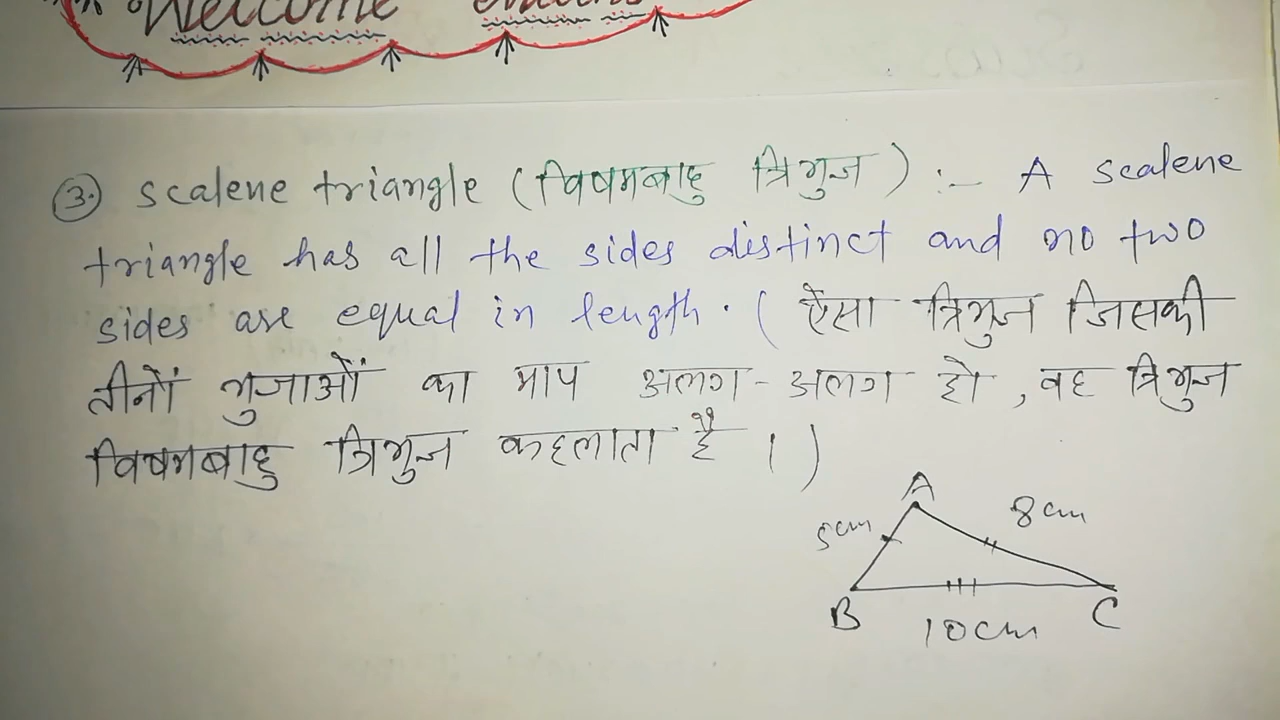 Welcome
③. scalene triangle (विषमबाहु त्रिभुज) :- A scalene
triangle has all the sides distinct and no two
sides are equal in length. ( ऐसा त्रिभुज जिसकी
तीनों भुजाओं का माप अलग-अलग हो, वह त्रिभुज
विषमबाहु त्रिभुज कहलाता है ।)
A
5cm
8cm
B
C
10cm